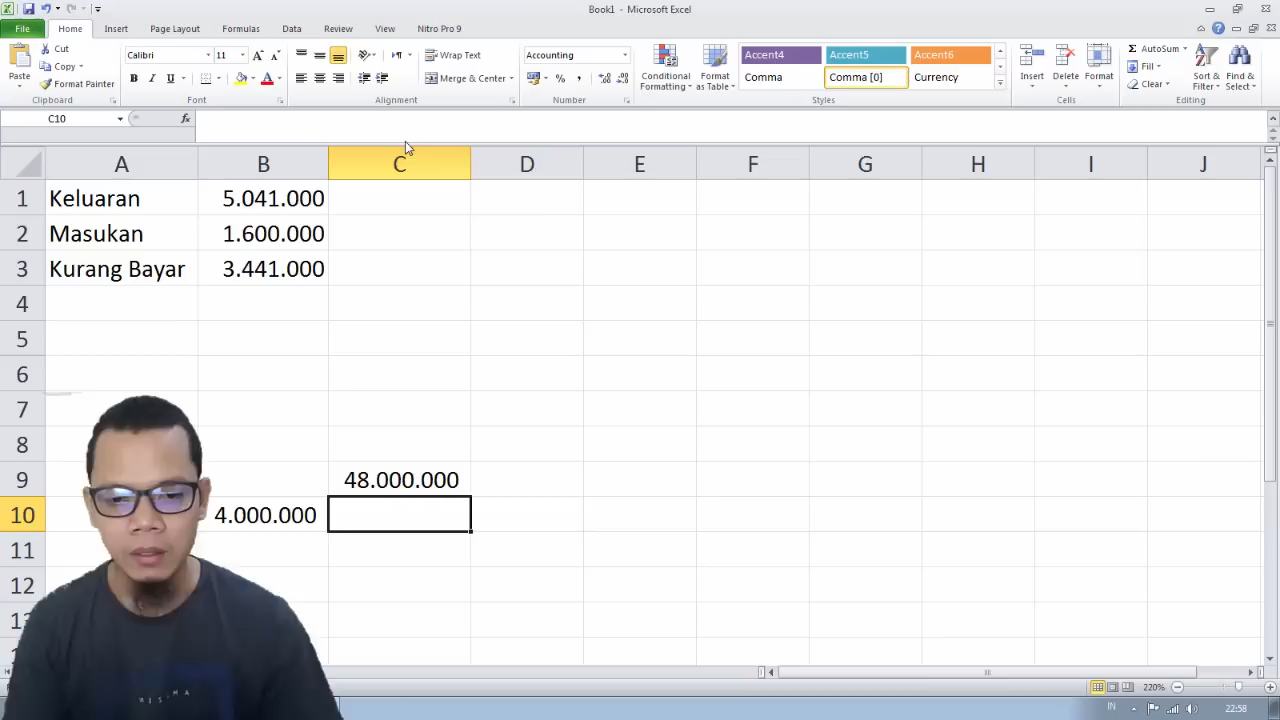 Book1 - Microsoft Excel
File Home Insert Page Layout Formulas Data Review View Nitro Pro 9
Paste Cut Copy Format Painter Clipboard
Calibri 11 B I U A A A Font
Wrap Text Merge & Center Alignment
Accounting % , Number
Conditional Formatting Format as Table
Accent4 Accent5 Accent6
Comma Comma [0] Currency
Styles
Insert Delete Format Cells
AutoSum Fill Clear Sort & Filter Find & Select Editing
C10 fx
A B C D E F G H I J
1 Keluaran 5.041.000
2 Masukan 1.600.000
3 Kurang Bayar 3.441.000
4
5
6
7
8
9 48.000.000
10 4.000.000
11
12
13
220%
IN 22:58